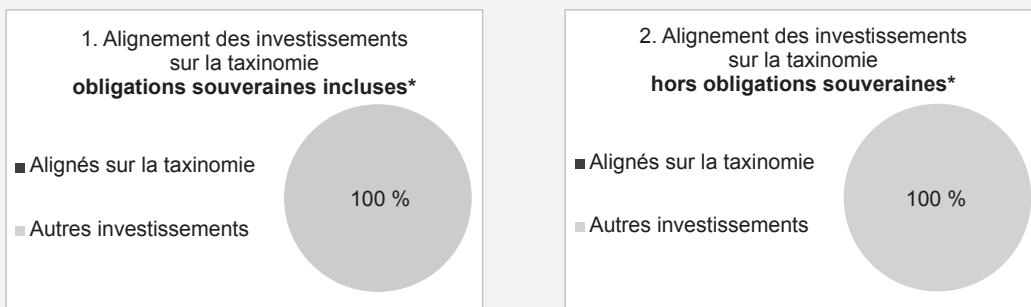 1. Alignement des investissements
sur la taxinomie
obligations souveraines incluses*
Alignés sur la taxinomie
100 %
Autres investissements
2. Alignement des investissements
sur la taxinomie
hors obligations souveraines*
Alignés sur la taxinomie
100 %
Autres investissements